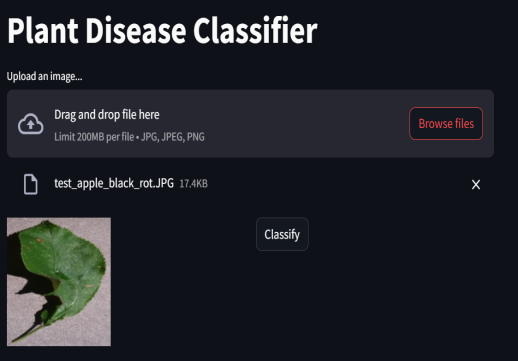 Plant Disease Classifier
Upload an image...
Drag and drop file here
Limit 200MB per file • JPG, JPEG, PNG
Browse files
test_apple_black_rot.JPG 17.4KB
X
Classify